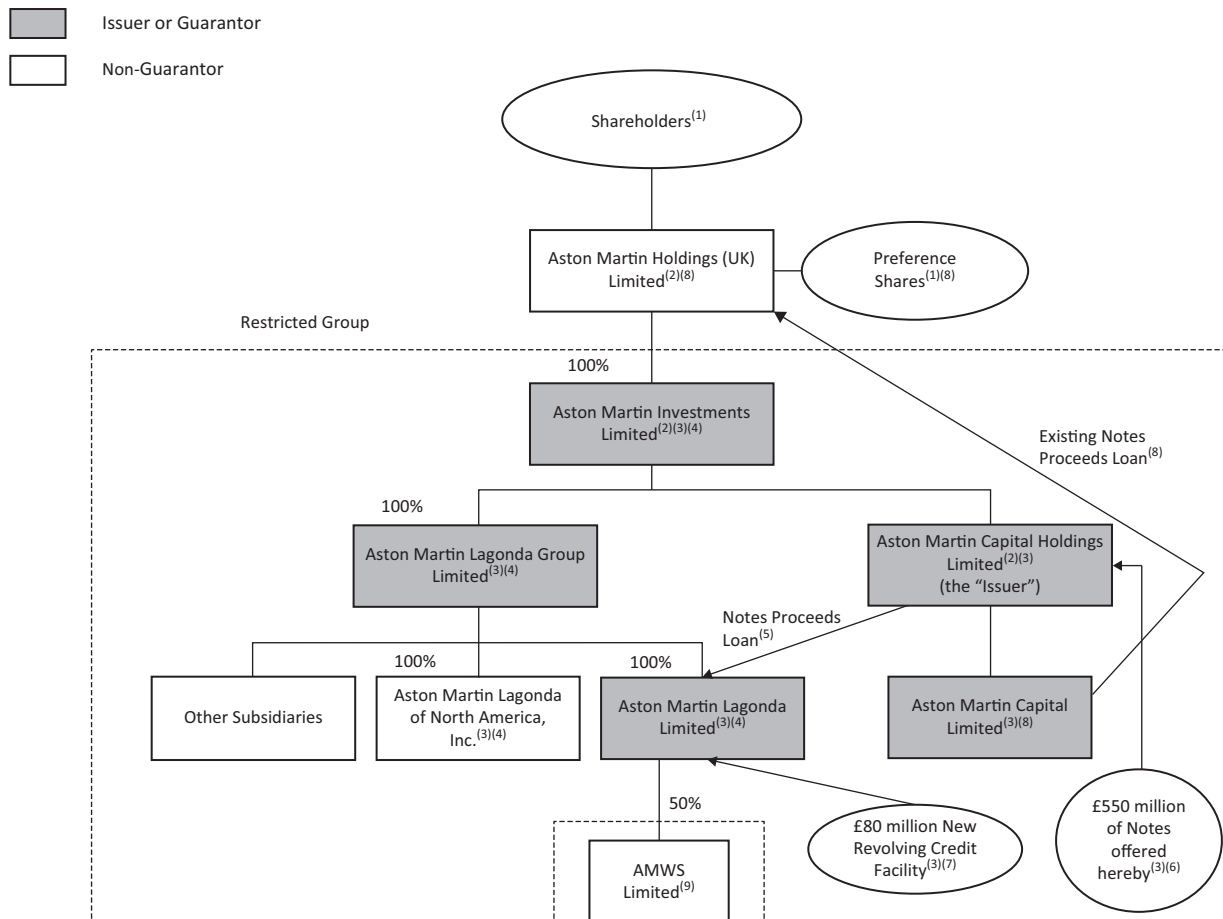 Issuer or Guarantor
Non-Guarantor
Shareholders(1)
Aston Martin Holdings (UK)
Limited(2)(8)
Preference
Shares(1)(8)
Restricted Group
100%
Aston Martin Investments
Limited(2)(3)(4)
Existing Notes
Proceeds Loan(8)
100%
Aston Martin Lagonda Group
Limited(3)(4)
Aston Martin Capital Holdings
Limited(2)(3)
(the “Issuer”)
Notes Proceeds
Loan(5)
100%
100%
Other Subsidiaries
Aston Martin Lagonda
of North America,
Inc.(3)(4)
Aston Martin Lagonda
Limited(3)(4)
Aston Martin Capital
Limited(3)(8)
50%
£80 million New
Revolving Credit
Facility(3)(7)
£550 million
of Notes
offered
hereby(3)(6)
AMWS
Limited(9)